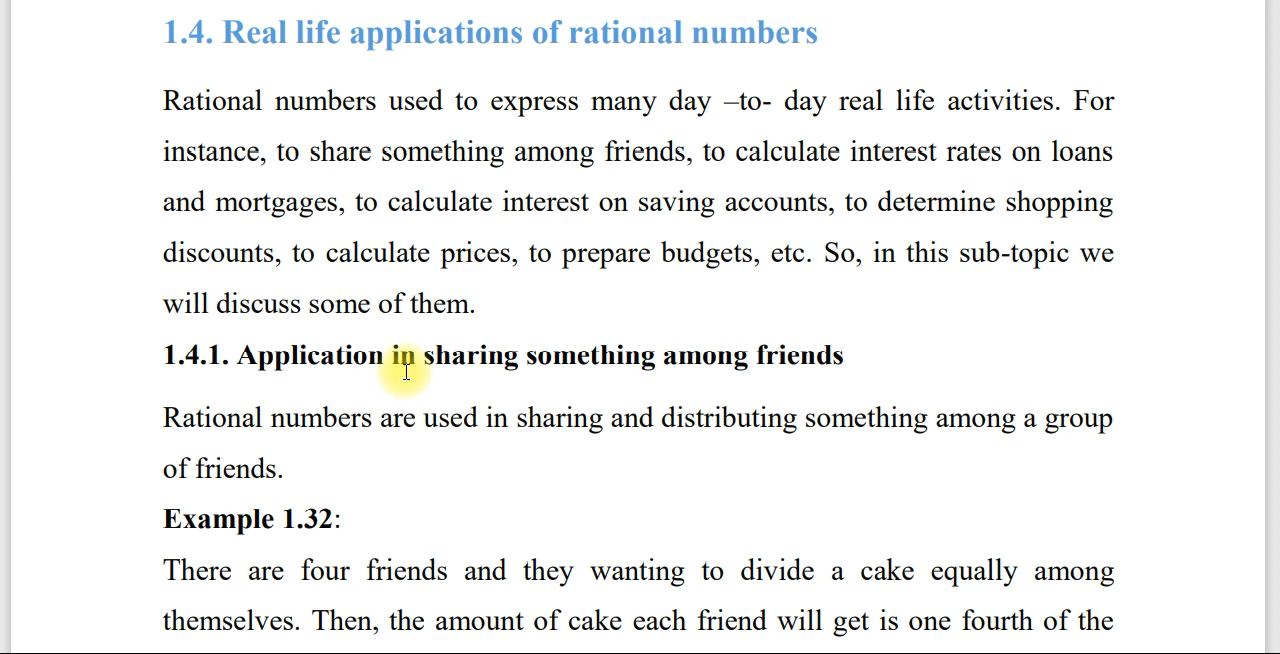 1.4. Real life applications of rational numbers
Rational numbers used to express many day –to- day real life activities. For
instance, to share something among friends, to calculate interest rates on loans
and mortgages, to calculate interest on saving accounts, to determine shopping
discounts, to calculate prices, to prepare budgets, etc. So, in this sub-topic we
will discuss some of them.
1.4.1. Application in sharing something among friends
Rational numbers are used in sharing and distributing something among a group
of friends.
Example 1.32:
There are four friends and they wanting to divide a cake equally among
themselves. Then, the amount of cake each friend will get is one fourth of the